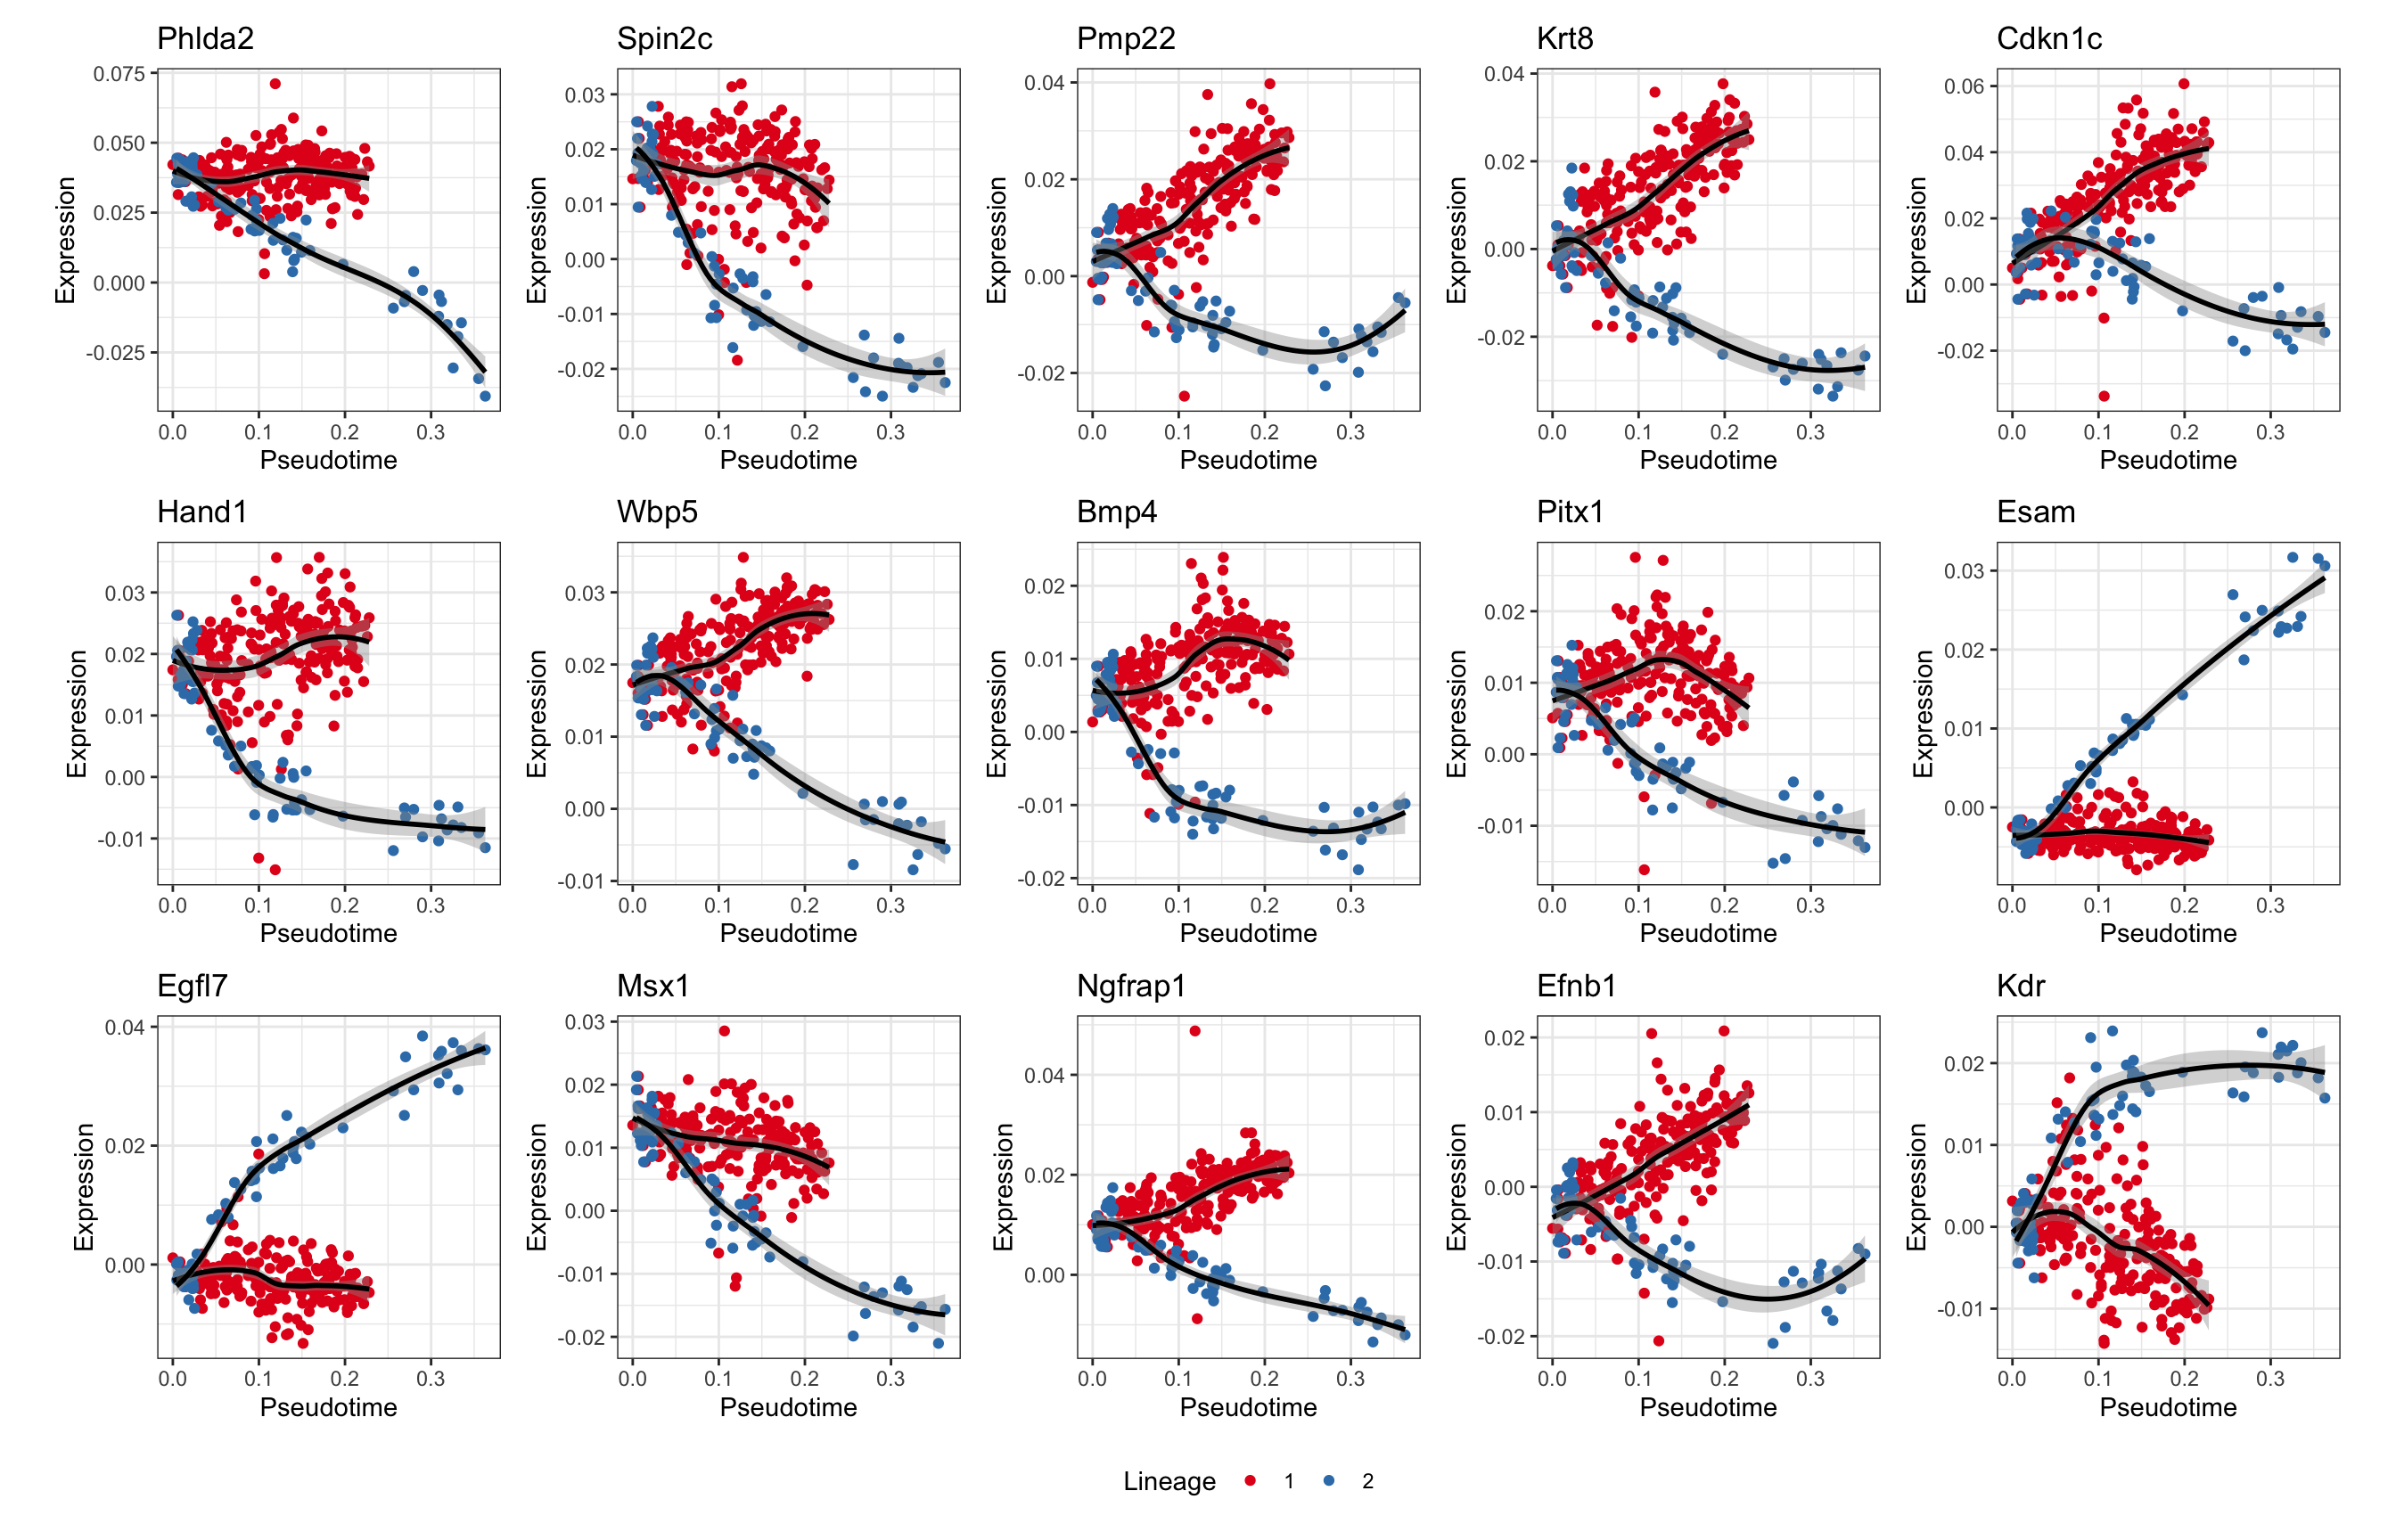 Phlda2 Spin2c Pmp22 Krt8 Cdkn1c
Expression
0.075
0.050
0.025
0.000
-0.025
0.0 0.1 0.2 0.3
Pseudotime
Expression
0.03
0.02
0.01
0.00
-0.01
-0.02
0.0 0.1 0.2 0.3
Pseudotime
Expression
0.04
0.02
0.00
-0.02
0.0 0.1 0.2 0.3
Pseudotime
Expression
0.04
0.02
0.00
-0.02
0.0 0.1 0.2 0.3
Pseudotime
Expression
0.06
0.04
0.02
0.00
-0.02
0.0 0.1 0.2 0.3
Pseudotime
Hand1 Wbp5 Bmp4 Pitx1 Esam
Expression
0.03
0.02
0.01
0.00
-0.01
0.0 0.1 0.2 0.3
Pseudotime
Expression
0.03
0.02
0.01
0.00
-0.01
0.0 0.1 0.2 0.3
Pseudotime
Expression
0.02
0.01
0.00
-0.01
-0.02
0.0 0.1 0.2 0.3
Pseudotime
Expression
0.02
0.01
0.00
-0.01
0.0 0.1 0.2 0.3
Pseudotime
Expression
0.03
0.02
0.01
0.00
0.0 0.1 0.2 0.3
Pseudotime
Egfl7 Msx1 Ngfrap1 Efnb1 Kdr
Expression
0.04
0.02
0.00
0.0 0.1 0.2 0.3
Pseudotime
Expression
0.03
0.02
0.01
0.00
-0.01
-0.02
0.0 0.1 0.2 0.3
Pseudotime
Expression
0.04
0.02
0.00
0.0 0.1 0.2 0.3
Pseudotime
Expression
0.02
0.01
0.00
-0.01
-0.02
0.0 0.1 0.2 0.3
Pseudotime
Expression
0.02
0.01
0.00
-0.01
0.0 0.1 0.2 0.3
Pseudotime
Lineage 1 2